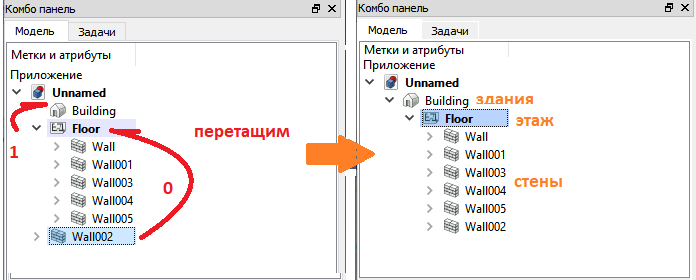 Комбо панель
Модель Задачи
Метки и атрибуты
Приложение
Unnamed
Building
Floor
Wall
Wall001
Wall003
Wall004
Wall005
Wall002
1
0
перетащим
Комбо панель
Модель Задачи
Метки и атрибуты
Приложение
Unnamed
Building здания
Floor этаж
Wall
Wall001
Wall003 стены
Wall004
Wall005
Wall002